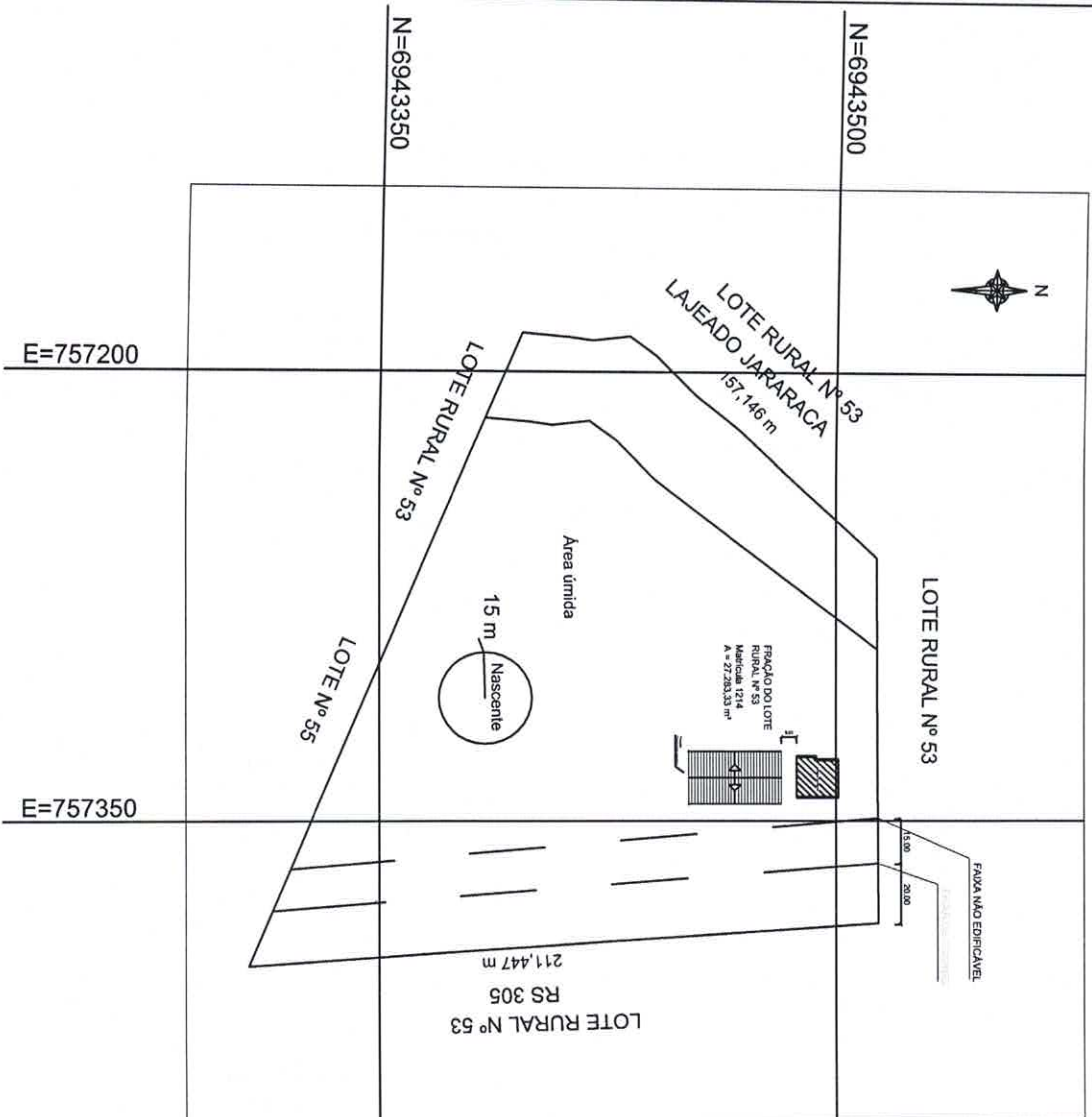 N=6943350
N=6943500
N
LOTE RURAL Nº 53
LAJEADO JARARACA
157,146 m
E=757200
LOTE RURAL Nº 53
LOTE RURAL Nº 53
Área úmida
15 m
Nascente
FRAÇÃO DO LOTE
RURAL Nº 53
Matrícula 1214
A = 27.283,33 m²
LOTE Nº 55
E=757350
15.00
20.00
FAIXA NÃO EDIFICÁVEL
211,447 m
RS 305
LOTE RURAL Nº 53